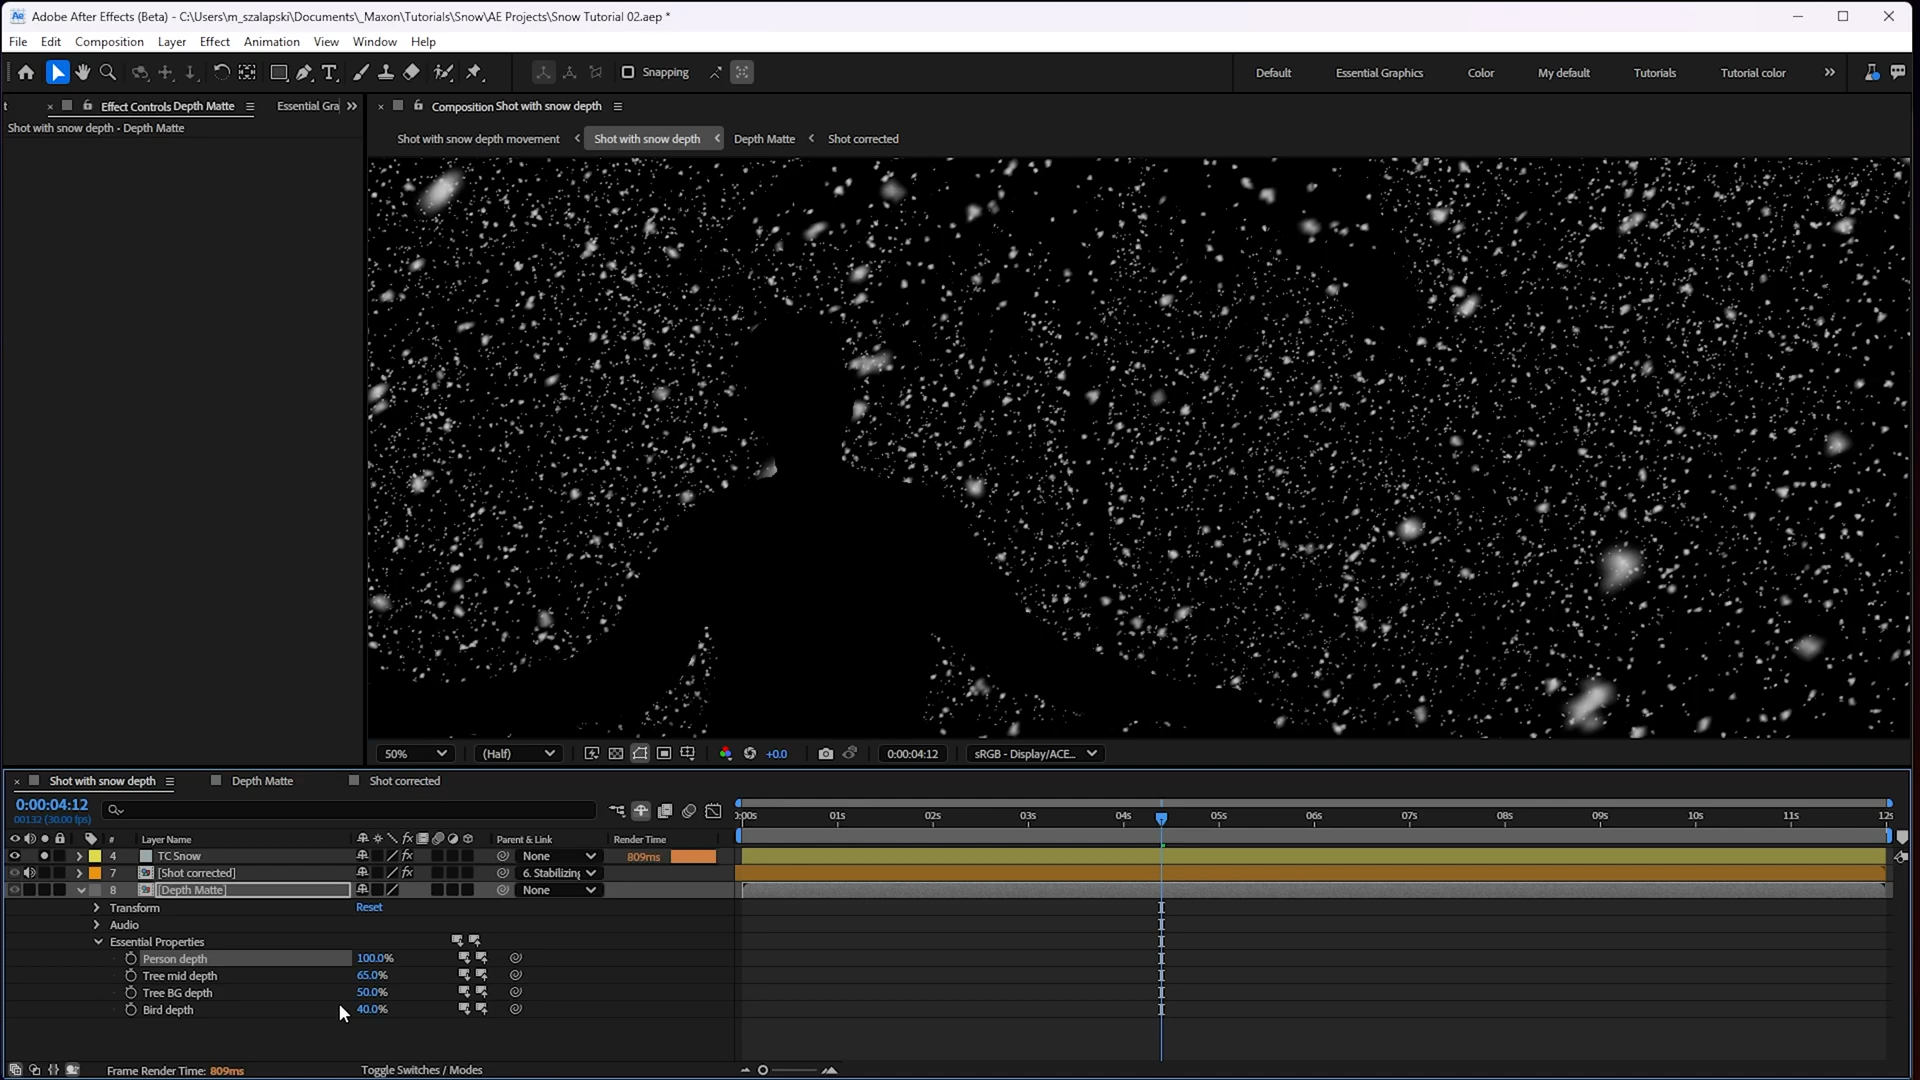 Adobe After Effects (Beta) - C:\Users\m_szalapski\Documents\_Maxon\Tutorials\Snow\AE Projects\Snow Tutorial 02.aep *
File Edit Composition Layer Effect Animation View Window Help
Snapping Default Essential Graphics Color My default Tutorials Tutorial color
t Effect Controls Depth Matte Essential Gra Composition Shot with snow depth
Shot with snow depth - Depth Matte
Shot with snow depth movement Shot with snow depth Depth Matte Shot corrected
50% (Half) +0.0 0:00:04:12 sRGB - Display/ACE...
Shot with snow depth Depth Matte Shot corrected
0:00:04:12
00132 (30.00 fps)
:00s 01s 02s 03s 04s 05s 06s 07s 08s 09s 10s 11s 12s
# Layer Name fx Parent & Link Render Time
4 TC Snow fx None 809ms
7 [Shot corrected] fx 6. Stabilizing
8 [Depth Matte] None
Transform Reset
Audio
Essential Properties
Person depth 100.0%
Tree mid depth 65.0%
Tree BG depth 50.0%
Bird depth 40.0%
Frame Render Time: 809ms Toggle Switches / Modes